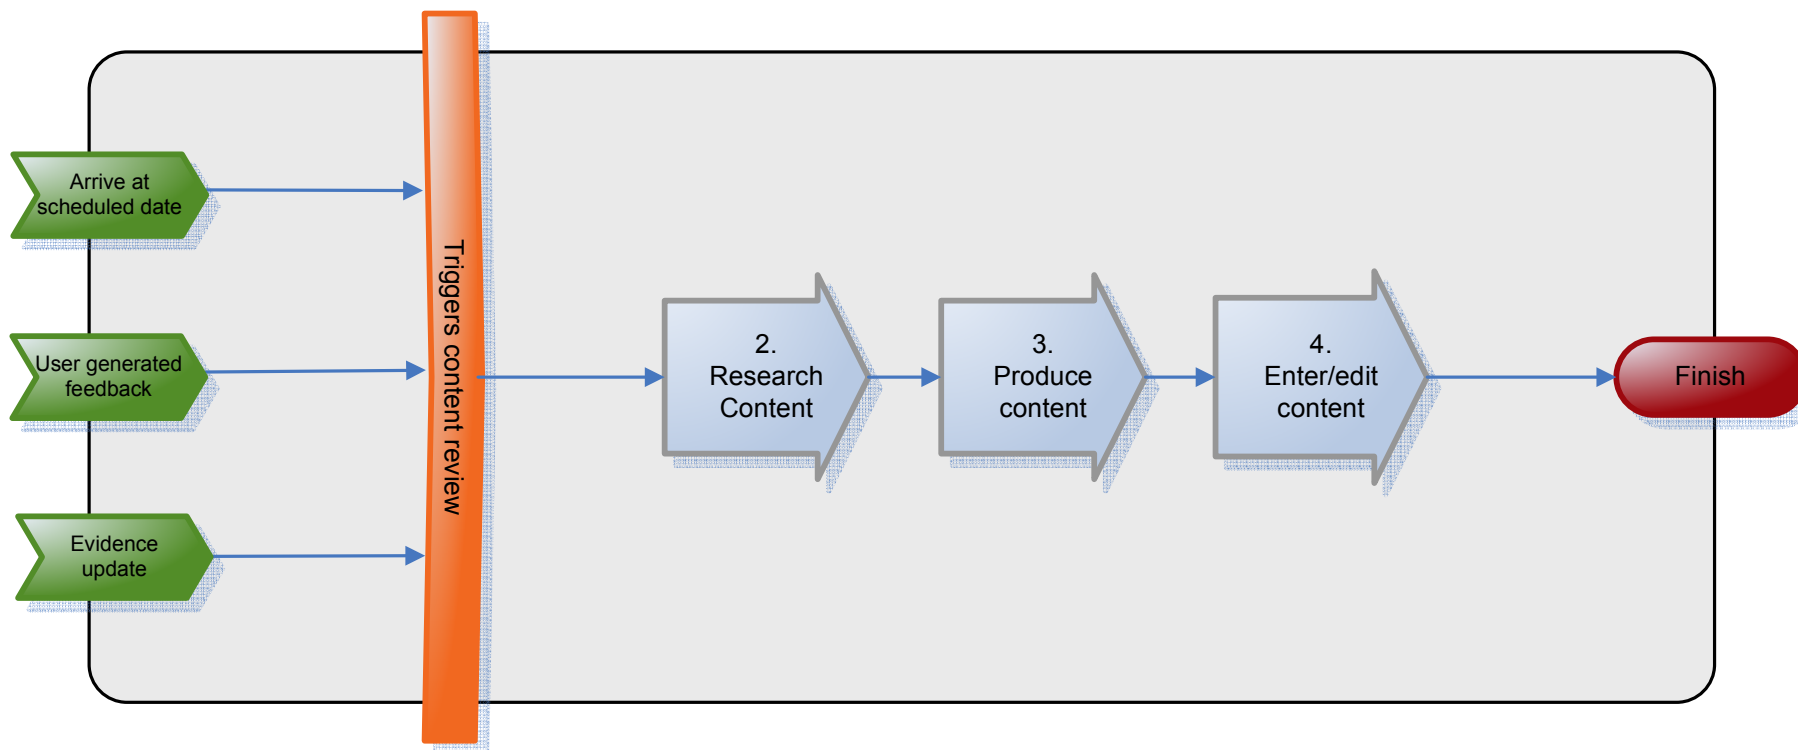 Arrive at
scheduled date
User generated
feedback
Evidence
update
Triggers content review
2.
Research
Content
3.
Produce
content
4.
Enter/edit
content
Finish